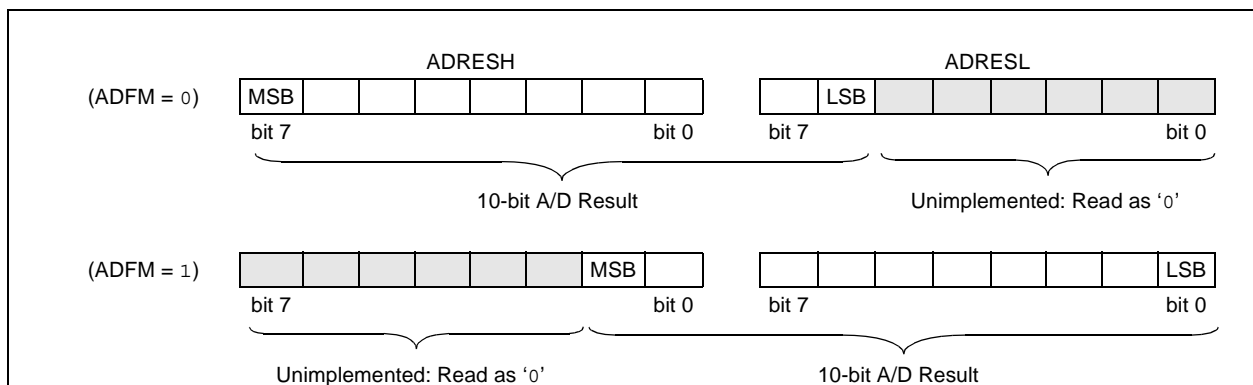 ADRESH ADRESL
(ADFM = 0) MSB LSB
bit 7 bit 0 bit 7 bit 0
10-bit A/D Result Unimplemented: Read as ‘0’
(ADFM = 1) MSB LSB
bit 7 bit 0 bit 7 bit 0
Unimplemented: Read as ‘0’ 10-bit A/D Result